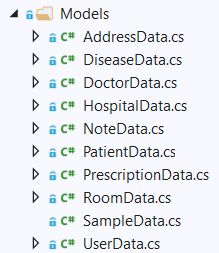 Models
C# AddressData.cs
C# DiseaseData.cs
C# DoctorData.cs
C# HospitalData.cs
C# NoteData.cs
C# PatientData.cs
C# PrescriptionData.cs
C# RoomData.cs
C# SampleData.cs
C# UserData.cs